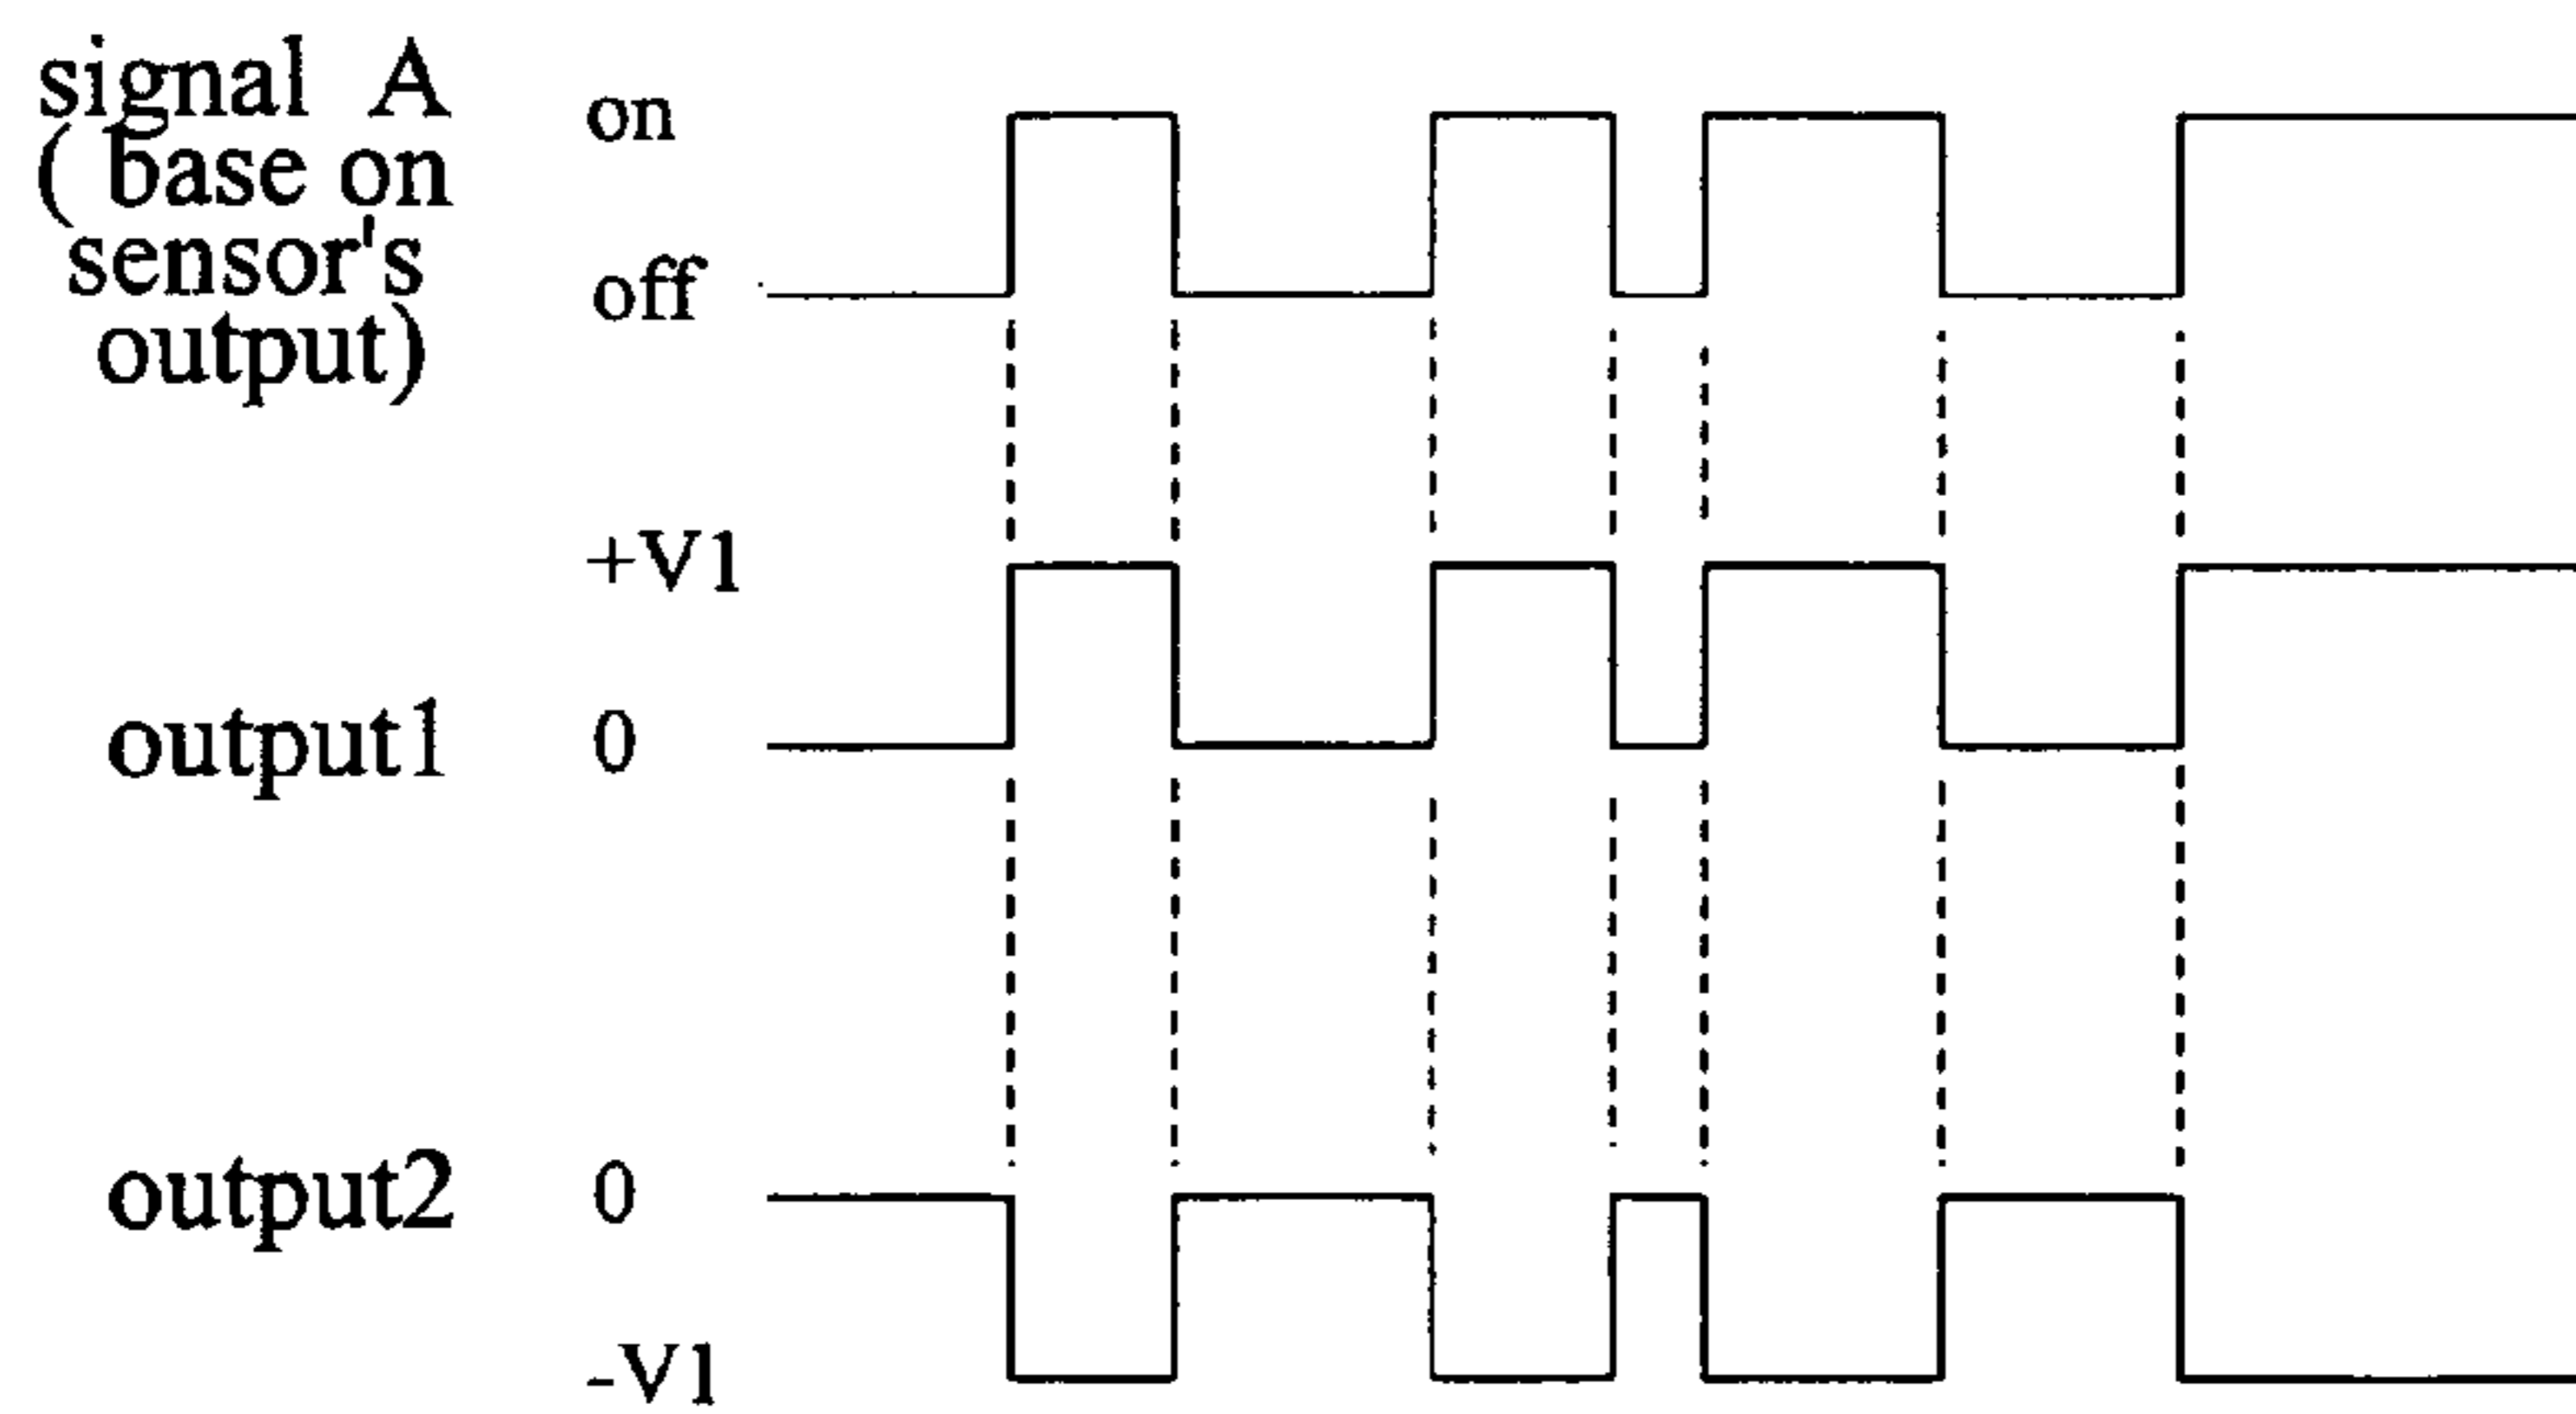 signal A
( base on
sensor's
output)
on
off
+V1
output1
0
output2
0
-V1